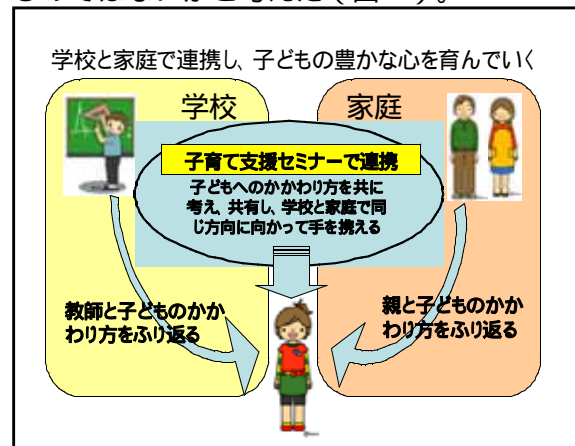 学校と家庭で連携し、子どもの豊かな心を育んでいく
学校
家庭
子育て支援セミナーで連携
子どもへのかかわり方を共に
考え、共有し、学校と家庭で同
じ方向に向かって手を携える
教師と子どものかか
わり方をふり返る
親と子どものかか
わり方をふり返る